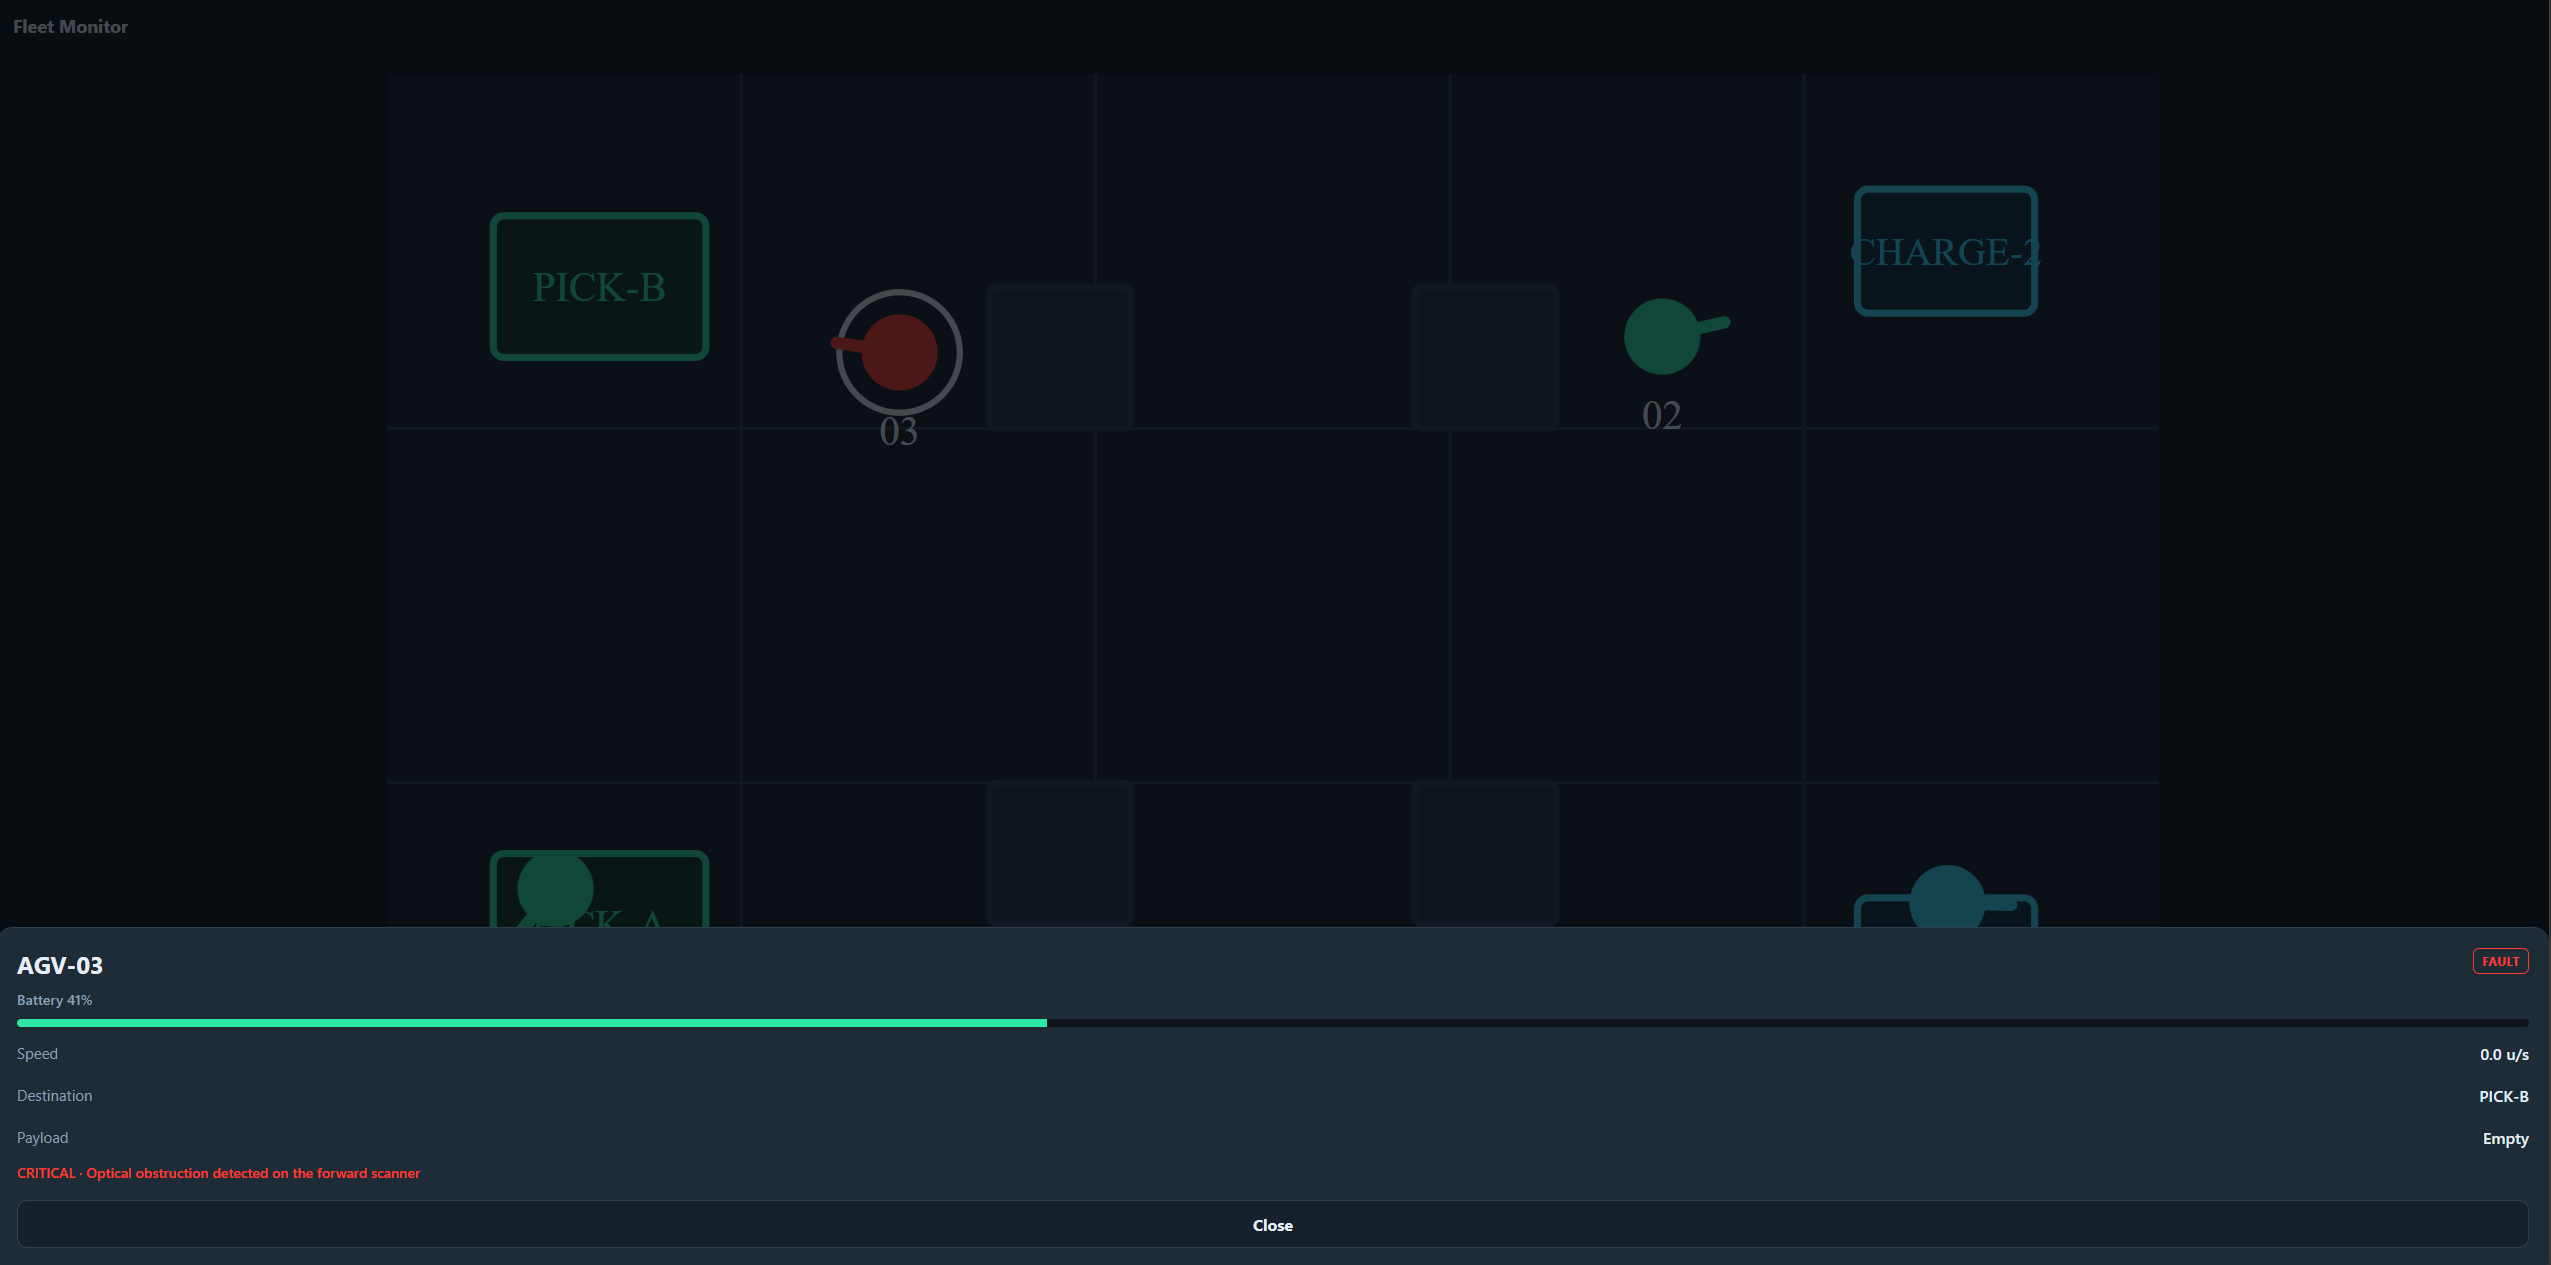 Fleet Monitor
PICK-B
CHARGE-2
03
02
CK-A
AGV-03
FAULT
Battery 41%
Speed
0.0 u/s
Destination
PICK-B
Payload
Empty
CRITICAL · Optical obstruction detected on the forward scanner
Close